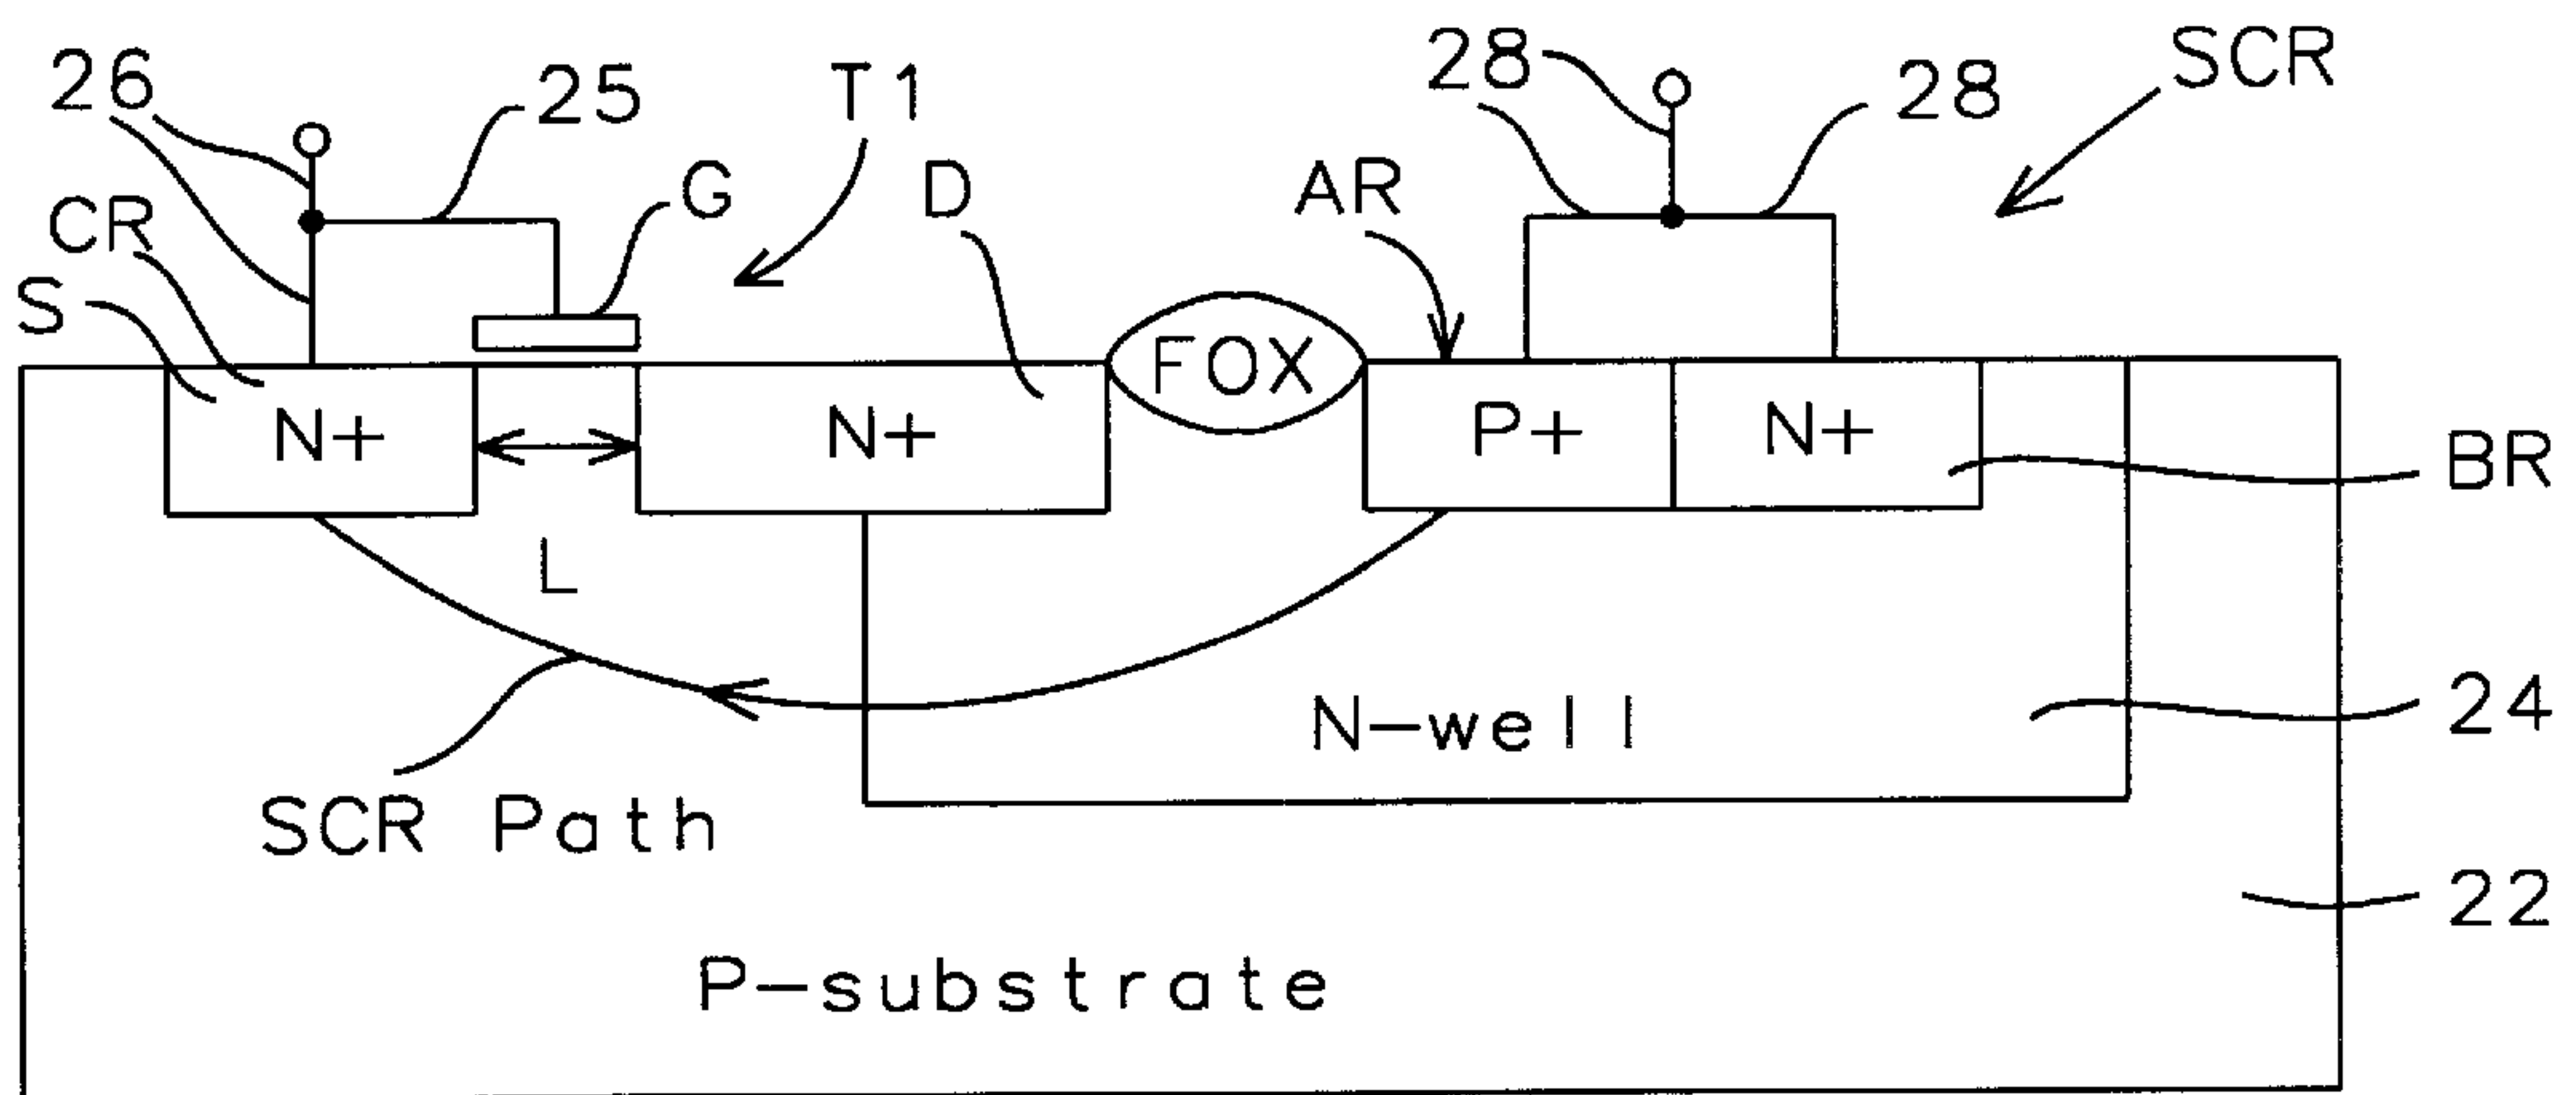 SCR
28
26
25
T1
28
G
D
AR
CR
S
FOX
N+
N+
P+
N+
BR
L
24
N-well
SCR Path
22
P-substrate